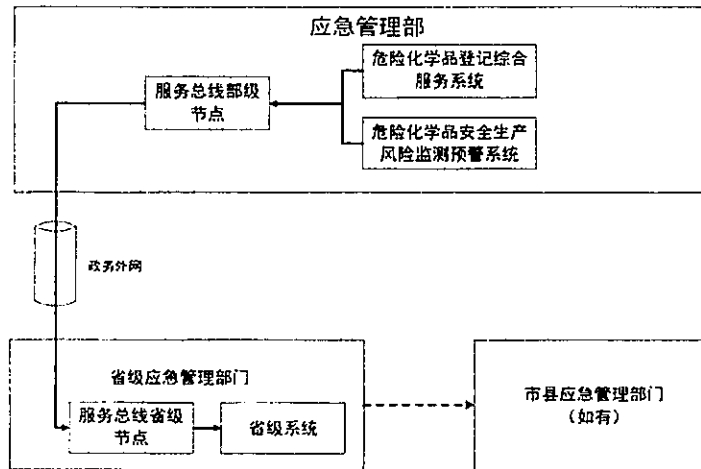 应急管理部
危险化学品登记综合
服务系统
服务总线部级
节点
危险化学品安全生产
风险监测预警系统
政务外网
省级应急管理部门
服务总线省级
节点
省级系统
市县应急管理部门
（如有）